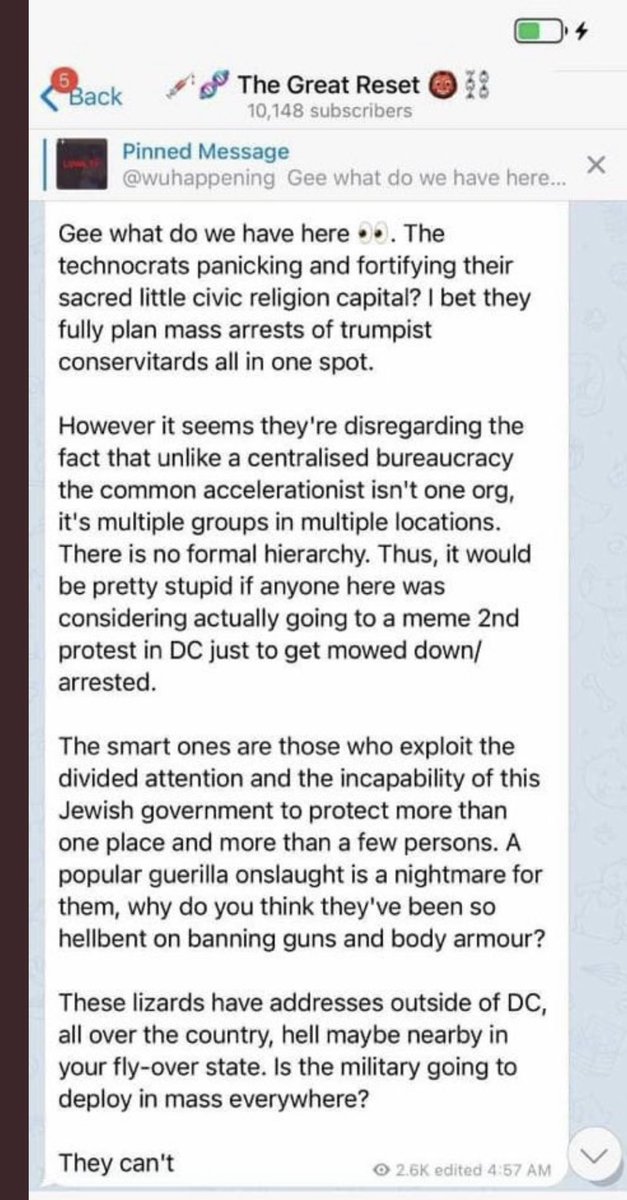 5
Back
The Great Reset
10,148 subscribers
Pinned Message
@wuhappening Gee what do we have here...
Gee what do we have here 👀. The
technocrats panicking and fortifying their
sacred little civic religion capital? I bet they
fully plan mass arrests of trumpist
conservitards all in one spot.
However it seems they're disregarding the
fact that unlike a centralised bureaucracy
the common accelerationist isn't one org,
it's multiple groups in multiple locations.
There is no formal hierarchy. Thus, it would
be pretty stupid if anyone here was
considering actually going to a meme 2nd
protest in DC just to get mowed down/
arrested.
The smart ones are those who exploit the
divided attention and the incapability of this
Jewish government to protect more than
one place and more than a few persons. A
popular guerilla onslaught is a nightmare for
them, why do you think they've been so
hellbent on banning guns and body armour?
These lizards have addresses outside of DC,
all over the country, hell maybe nearby in
your fly-over state. Is the military going to
deploy in mass everywhere?
They can't
2.6K edited 4:57 AM